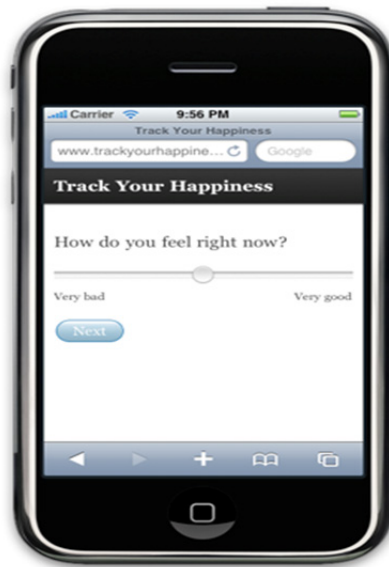 Carrier 9:56 PM
Track Your Happiness
www.trackyourhappine... Google
Track Your Happiness
How do you feel right now?
Very bad Very good
Next